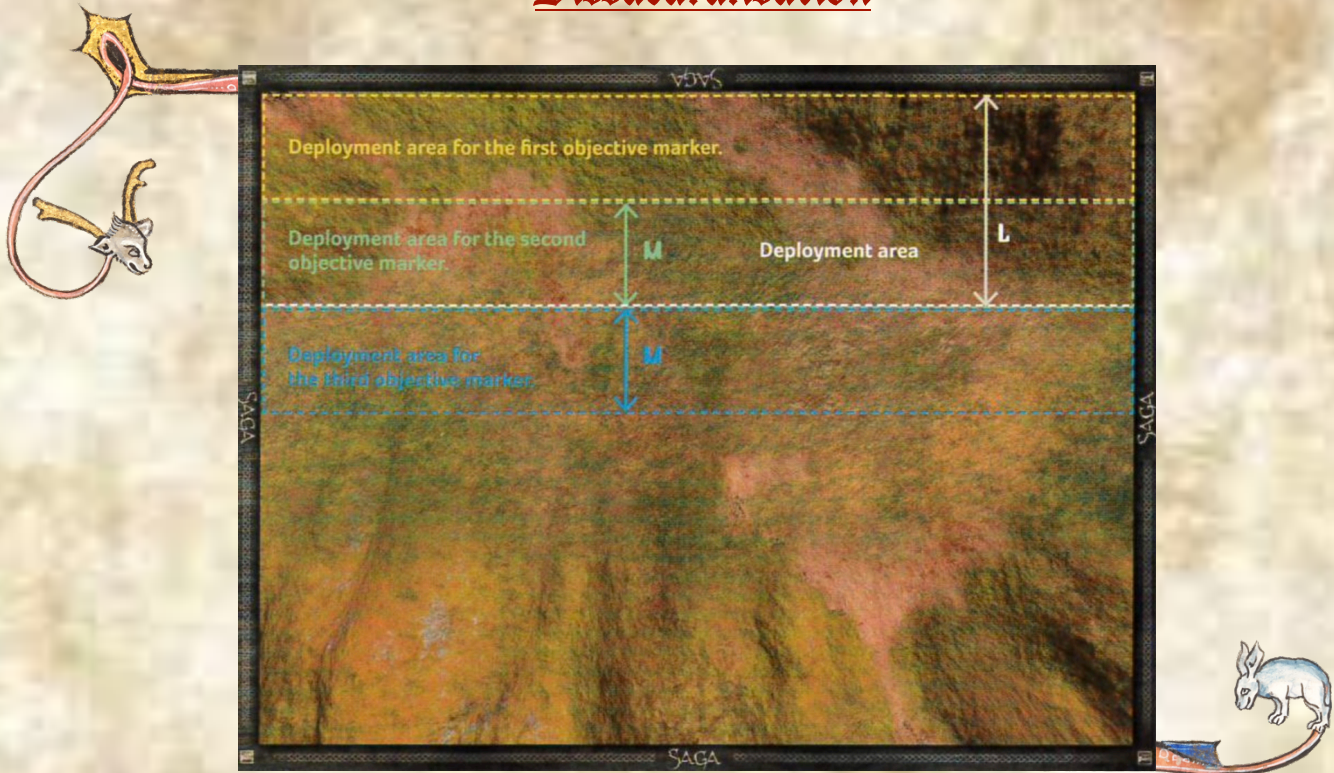 SAGA
Deployment area for the first objective marker.
Deployment area for the second
objective marker.
M
Deployment area
L
Deployment area for
the third objective marker.
M
SAGA
SAGA
SAGA